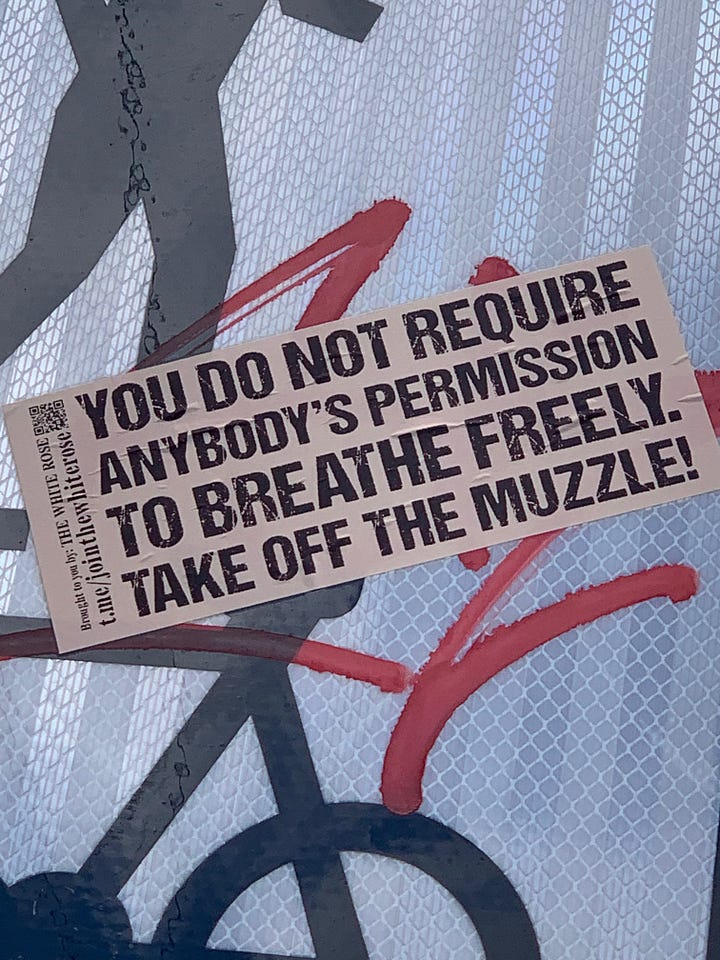 YOU DO NOT REQUIRE
ANYBODY'S PERMISSION
TO BREATHE FREELY.
TAKE OFF THE MUZZLE!
Brought to you by: THE WHITE ROSE
t.me/jointhewhiterose